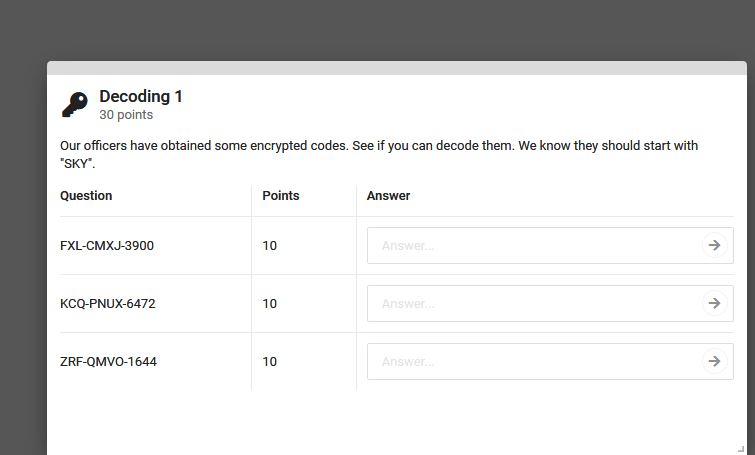 Decoding 1
30 points
Our officers have obtained some encrypted codes. See if you can decode them. We know they should start with
"SKY".
Question Points Answer
FXL-CMXJ-3900 10 Answer...
KCQ-PNUX-6472 10 Answer...
ZRF-QMVO-1644 10 Answer...